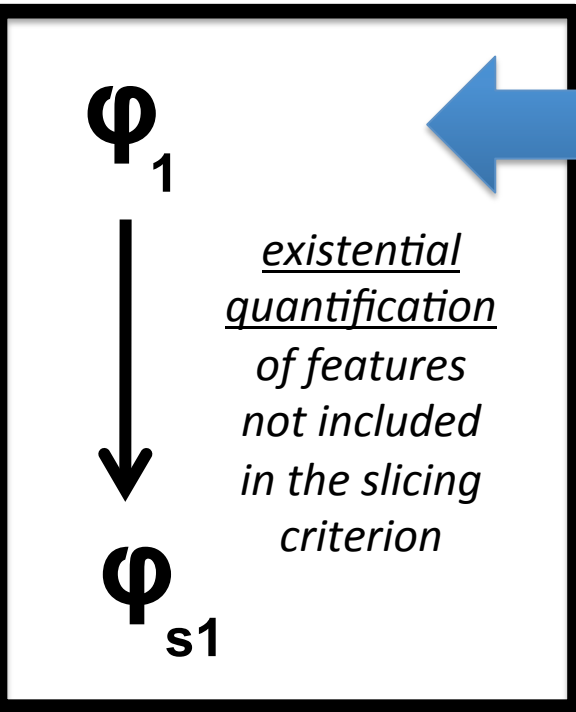 φ1
existential
quantification
of features
not included
in the slicing
criterion
φs1